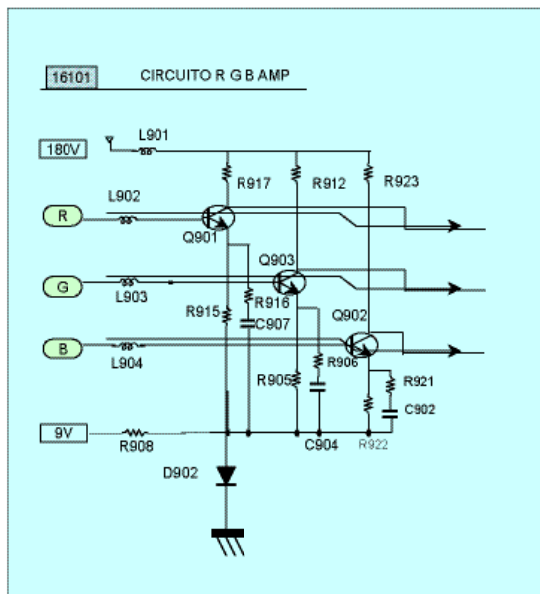 16101 CIRCUITO R G B AMP
L901
180V
R917 R912 R923
L902
R
Q901
Q903
G
L903
R916
R915
C907
Q902
B
L904
R906
R905
R921
C902
9V
R908
C904
R922
D902